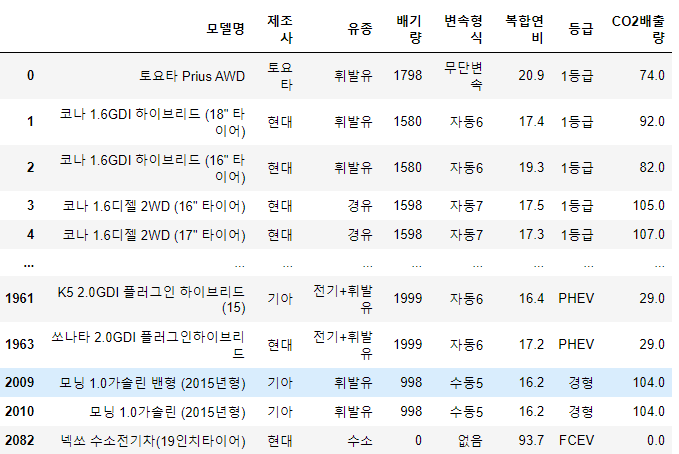 모델명 제조사 유종 배기량 변속형식 복합연비 등급 CO2배출량
0 토요타 Prius AWD 토요타 휘발유 1798 무단변속 20.9 1등급 74.0
1 코나 1.6GDI 하이브리드 (18" 타이어) 현대 휘발유 1580 자동6 17.4 1등급 92.0
2 코나 1.6GDI 하이브리드 (16" 타이어) 현대 휘발유 1580 자동6 19.3 1등급 82.0
3 코나 1.6디젤 2WD (16" 타이어) 현대 경유 1598 자동7 17.5 1등급 105.0
4 코나 1.6디젤 2WD (17" 타이어) 현대 경유 1598 자동7 17.3 1등급 107.0
... ... ... ... ... ... ... ... ...
1961 K5 2.0GDI 플러그인 하이브리드 (15) 기아 전기+휘발유 1999 자동6 16.4 PHEV 29.0
1963 쏘나타 2.0GDI 플러그인하이브리드 현대 전기+휘발유 1999 자동6 17.2 PHEV 29.0
2009 모닝 1.0가솔린 밴형 (2015년형) 기아 휘발유 998 수동5 16.2 경형 104.0
2010 모닝 1.0가솔린 (2015년형) 기아 휘발유 998 수동5 16.2 경형 104.0
2082 넥쏘 수소전기차(19인치타이어) 현대 수소 0 없음 93.7 FCEV 0.0